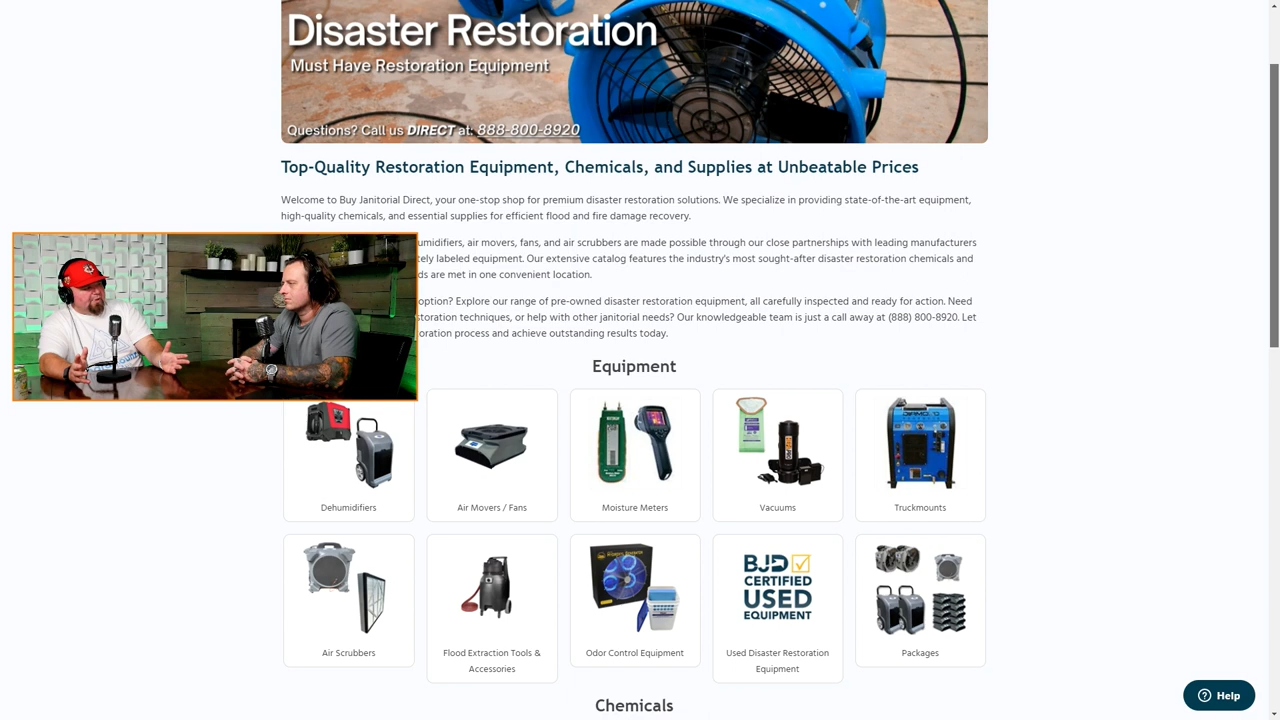 Disaster Restoration
Must Have Restoration Equipment
Questions? Call us DIRECT at: 888-800-8920
Top-Quality Restoration Equipment, Chemicals, and Supplies at Unbeatable Prices
Welcome to Buy Janitorial Direct, your one-stop shop for premium disaster restoration solutions. We specialize in providing state-of-the-art equipment,
high-quality chemicals, and essential supplies for efficient flood and fire damage recovery.
umidifiers, air movers, fans, and air scrubbers are made possible through our close partnerships with leading manufacturers
tely labeled equipment. Our extensive catalog features the industry's most sought-after disaster restoration chemicals and
ds are met in one convenient location.
option? Explore our range of pre-owned disaster restoration equipment, all carefully inspected and ready for action. Need
storation techniques, or help with other janitorial needs? Our knowledgeable team is just a call away at (888) 800-8920. Let
oration process and achieve outstanding results today.
Equipment
Dehumidifiers
Air Movers / Fans
Moisture Meters
Vacuums
Truckmounts
BJD
CERTIFIED
USED
EQUIPMENT
Air Scrubbers
Flood Extraction Tools &
Accessories
Odor Control Equipment
Used Disaster Restoration
Equipment
Packages
Chemicals
Help